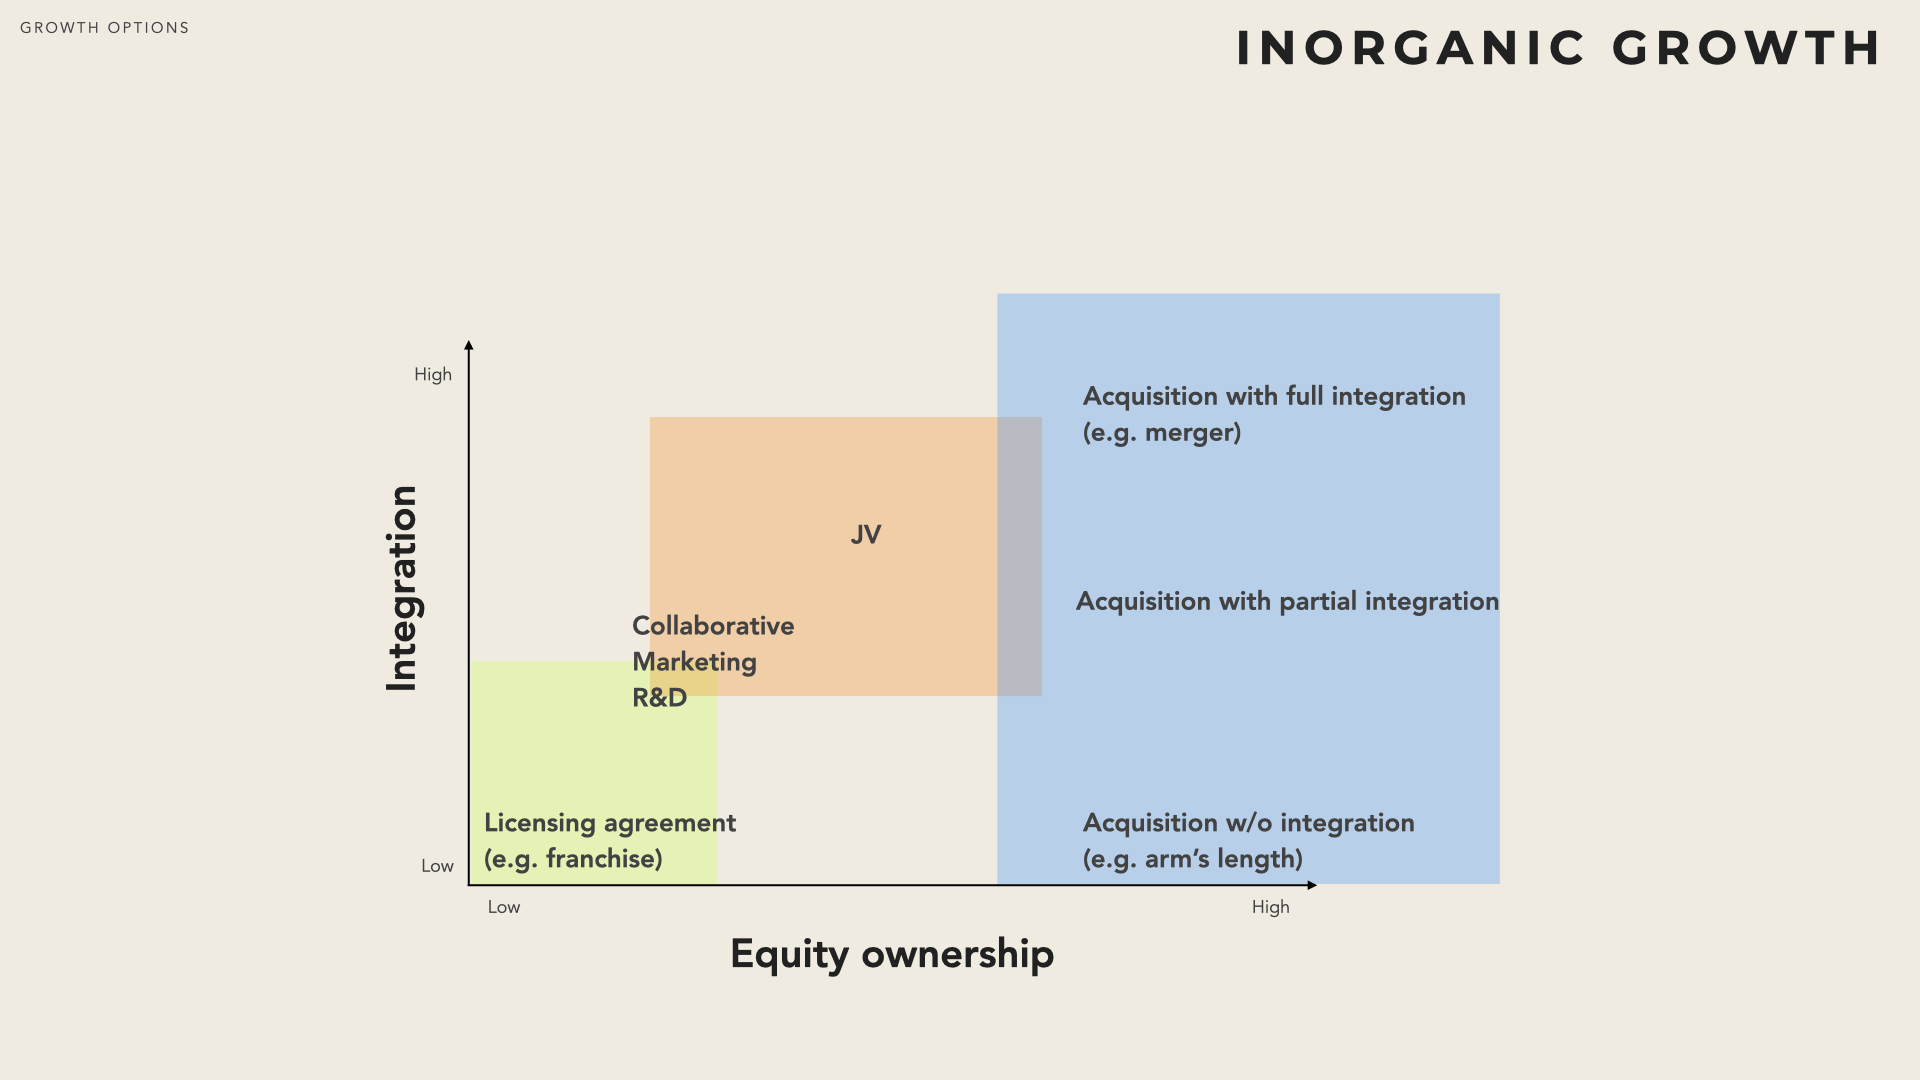 GROWTH OPTIONS
INORGANIC GROWTH
High
Integration
Low
Acquisition with full integration
(e.g. merger)
JV
Acquisition with partial integration
Collaborative
Marketing
R&D
Licensing agreement
(e.g. franchise)
Acquisition w/o integration
(e.g. arm’s length)
Low
High
Equity ownership